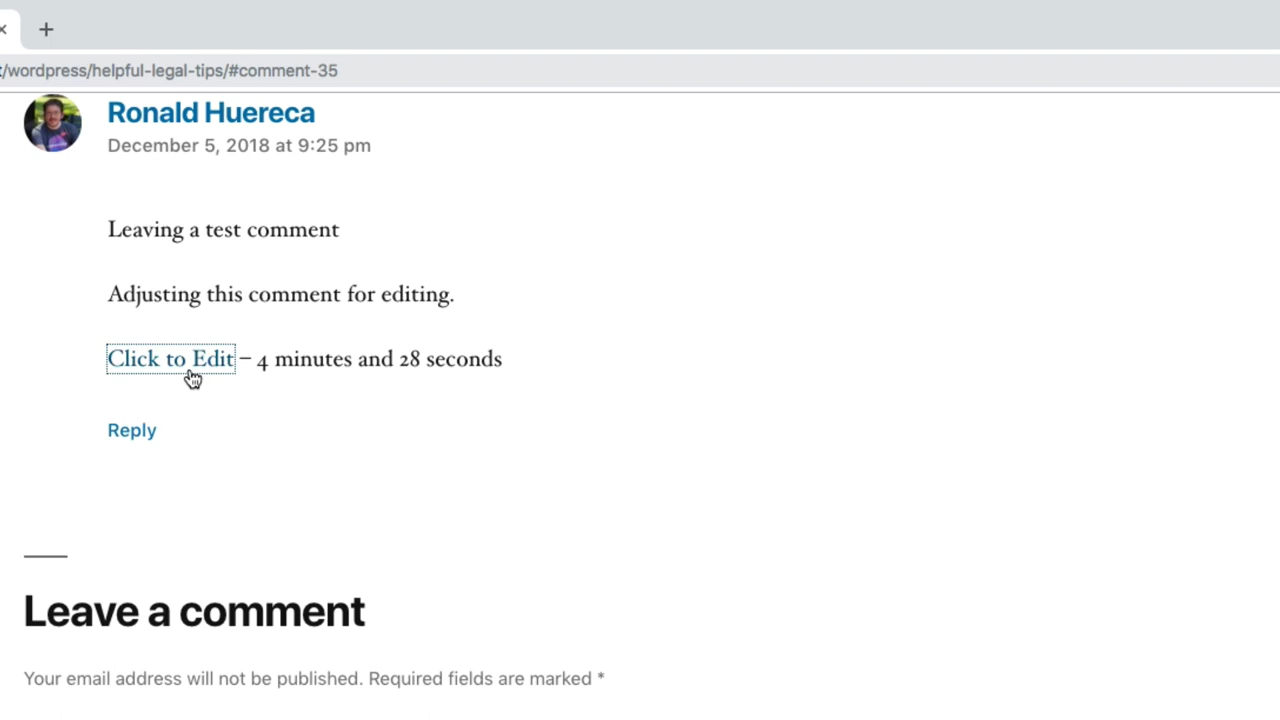 /wordpress/helpful-legal-tips/#comment-35
Ronald Huereca
December 5, 2018 at 9:25 pm
Leaving a test comment
Adjusting this comment for editing.
Click to Edit – 4 minutes and 28 seconds
Reply
Leave a comment
Your email address will not be published. Required fields are marked *